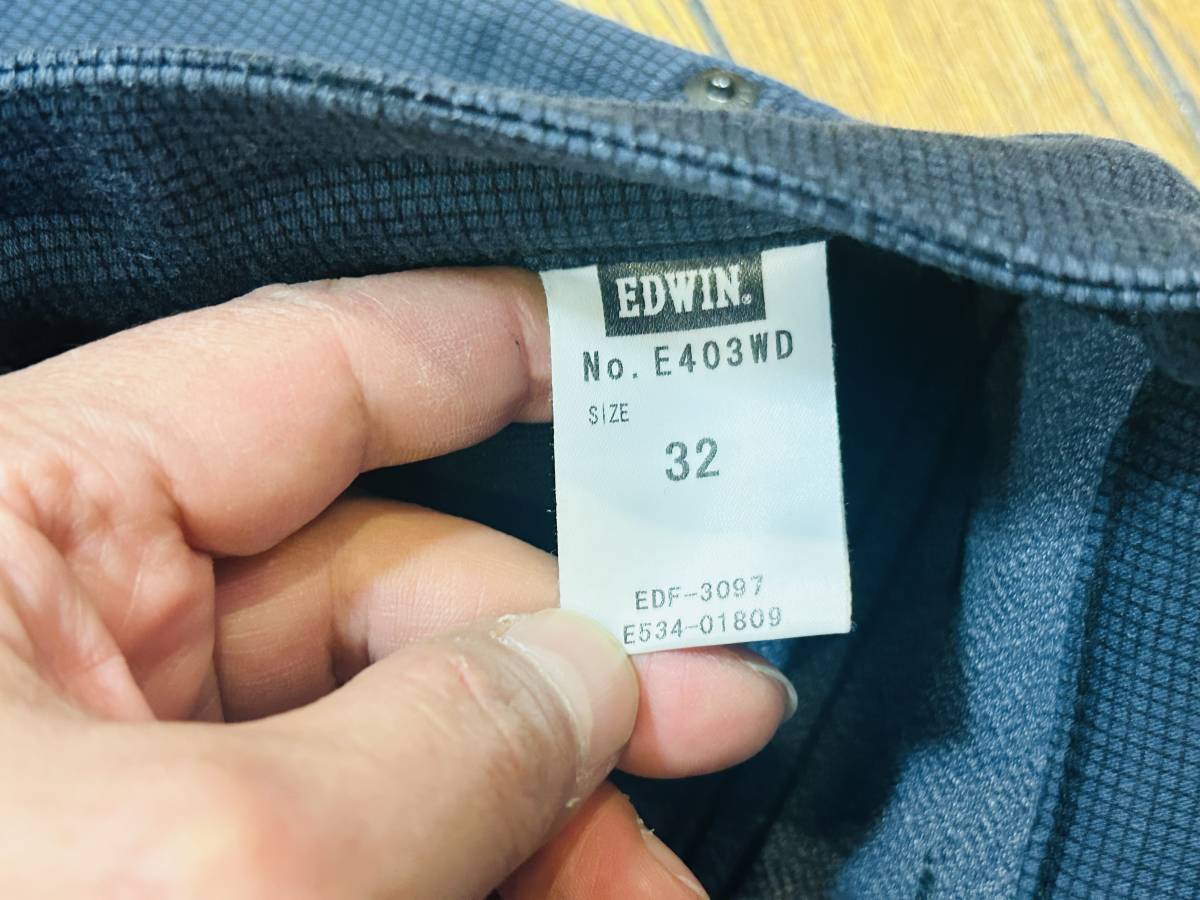 EDWIN®
No. E403WD
SIZE
32
EDF-3097
E534-01809